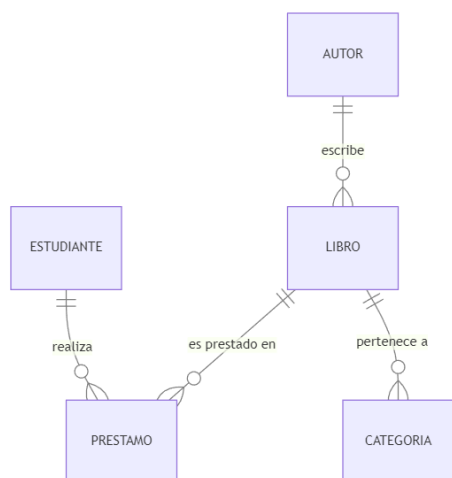 AUTOR
escribe
ESTUDIANTE
LIBRO
realiza
es prestado en
pertenece a
PRESTAMO
CATEGORIA